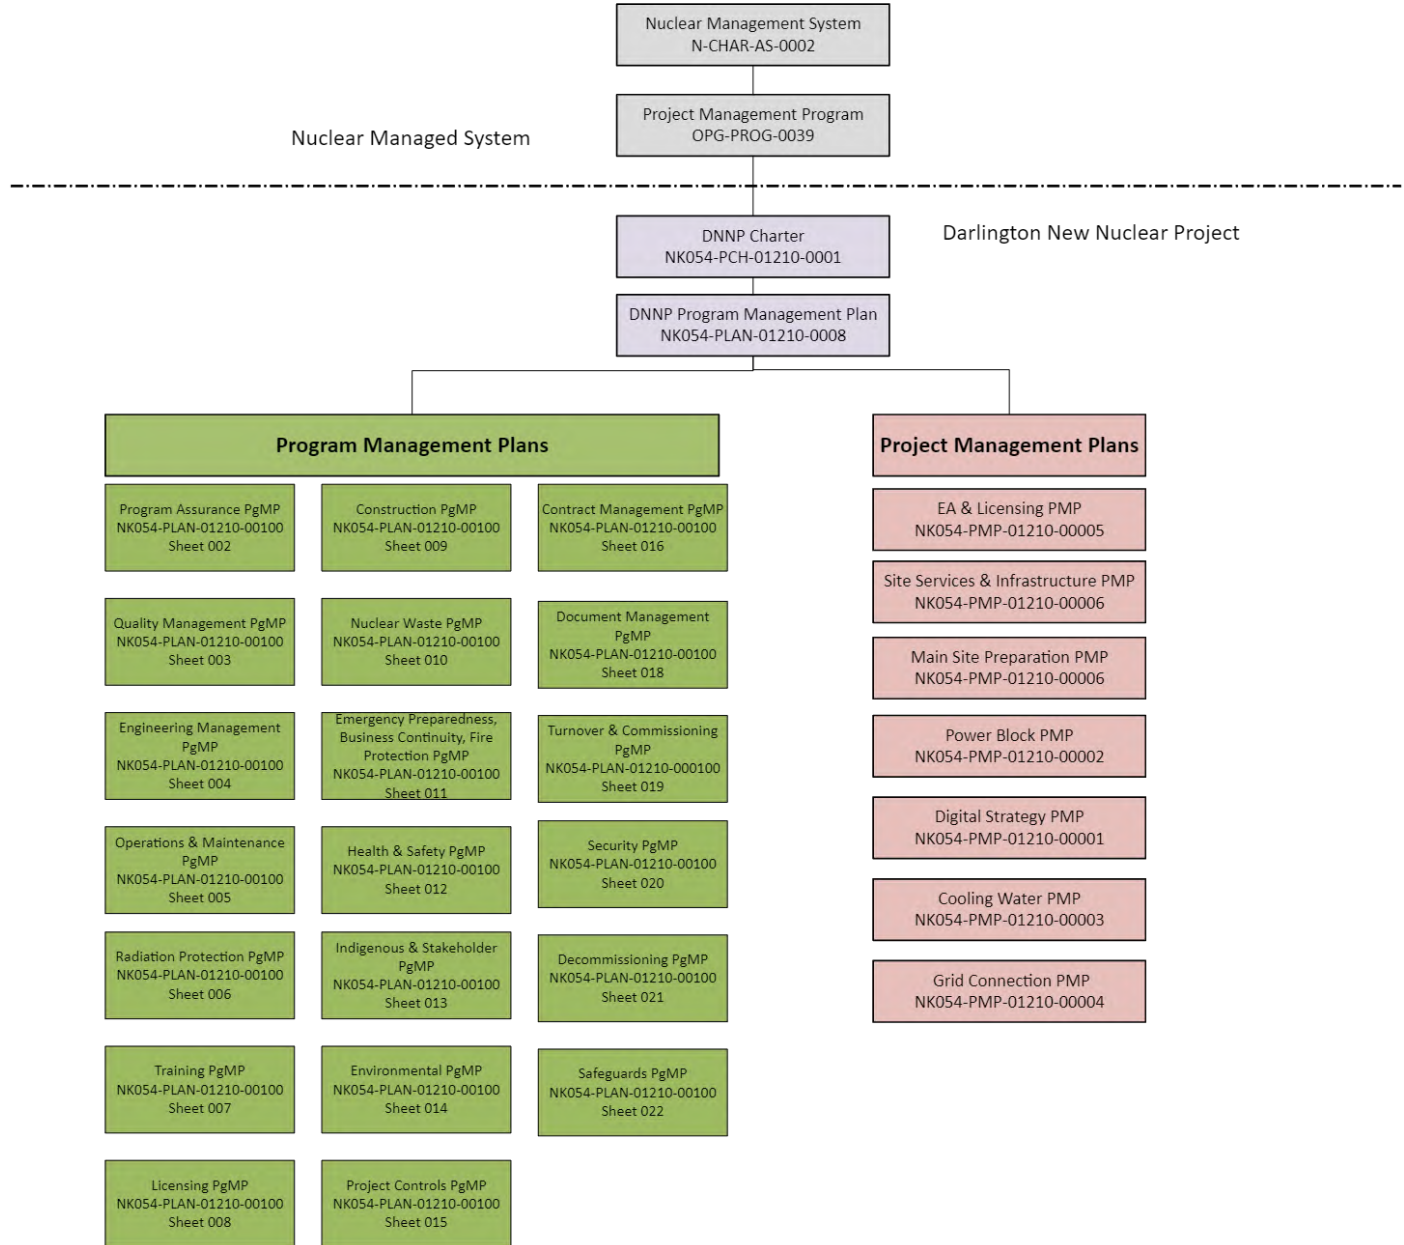 Nuclear Management System
N-CHAR-AS-0002
Project Management Program
OPG-PROG-0039
Nuclear Managed System
Darlington New Nuclear Project
DNNP Charter
NK054-PCH-01210-0001
DNNP Program Management Plan
NK054-PLAN-01210-0008
Program Management Plans
Program Assurance PgMP
NK054-PLAN-01210-00100
Sheet 002
Quality Management PgMP
NK054-PLAN-01210-00100
Sheet 003
Engineering Management
PgMP
NK054-PLAN-01210-00100
Sheet 004
Operations & Maintenance
PgMP
NK054-PLAN-01210-00100
Sheet 005
Radiation Protection PgMP
NK054-PLAN-01210-00100
Sheet 006
Training PgMP
NK054-PLAN-01210-00100
Sheet 007
Licensing PgMP
NK054-PLAN-01210-00100
Sheet 008
Construction PgMP
NK054-PLAN-01210-00100
Sheet 009
Nuclear Waste PgMP
NK054-PLAN-01210-00100
Sheet 010
Emergency Preparedness,
Business Continuity, Fire
Protection PgMP
NK054-PLAN-01210-00100
Sheet 011
Health & Safety PgMP
NK054-PLAN-01210-00100
Sheet 012
Indigenous & Stakeholder
PgMP
NK054-PLAN-01210-00100
Sheet 013
Environmental PgMP
NK054-PLAN-01210-00100
Sheet 014
Project Controls PgMP
NK054-PLAN-01210-00100
Sheet 015
Contract Management PgMP
NK054-PLAN-01210-00100
Sheet 016
Document Management
PgMP
NK054-PLAN-01210-00100
Sheet 018
Turnover & Commissioning
PgMP
NK054-PLAN-01210-000100
Sheet 019
Security PgMP
NK054-PLAN-01210-00100
Sheet 020
Decommissioning PgMP
NK054-PLAN-01210-00100
Sheet 021
Safeguards PgMP
NK054-PLAN-01210-00100
Sheet 022
Project Management Plans
EA & Licensing PMP
NK054-PMP-01210-00005
Site Services & Infrastructure PMP
NK054-PMP-01210-00006
Main Site Preparation PMP
NK054-PMP-01210-00006
Power Block PMP
NK054-PMP-01210-00002
Digital Strategy PMP
NK054-PMP-01210-00001
Cooling Water PMP
NK054-PMP-01210-00003
Grid Connection PMP
NK054-PMP-01210-00004